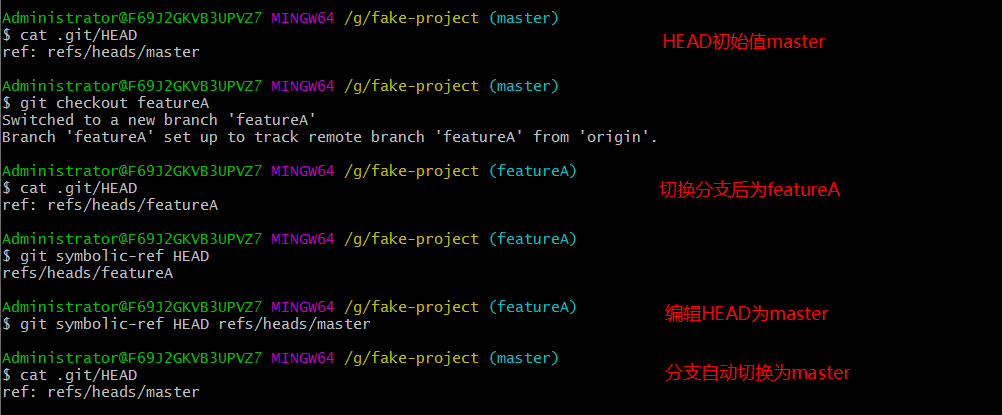 Administrator@F69J2GKVB3UPVZ7 MINGW64 /g/fake-project (master)
$ cat .git/HEAD
HEAD初始值master
ref: refs/heads/master
Administrator@F69J2GKVB3UPVZ7 MINGW64 /g/fake-project (master)
$ git checkout featureA
Switched to a new branch 'featureA'
Branch 'featureA' set up to track remote branch 'featureA' from 'origin'.
Administrator@F69J2GKVB3UPVZ7 MINGW64 /g/fake-project (featureA)
$ cat .git/HEAD
切换分支后为featureA
ref: refs/heads/featureA
Administrator@F69J2GKVB3UPVZ7 MINGW64 /g/fake-project (featureA)
$ git symbolic-ref HEAD
refs/heads/featureA
Administrator@F69J2GKVB3UPVZ7 MINGW64 /g/fake-project (featureA)
编辑HEAD为master
$ git symbolic-ref HEAD refs/heads/master
Administrator@F69J2GKVB3UPVZ7 MINGW64 /g/fake-project (master)
$ cat .git/HEAD
分支自动切换为master
ref: refs/heads/master